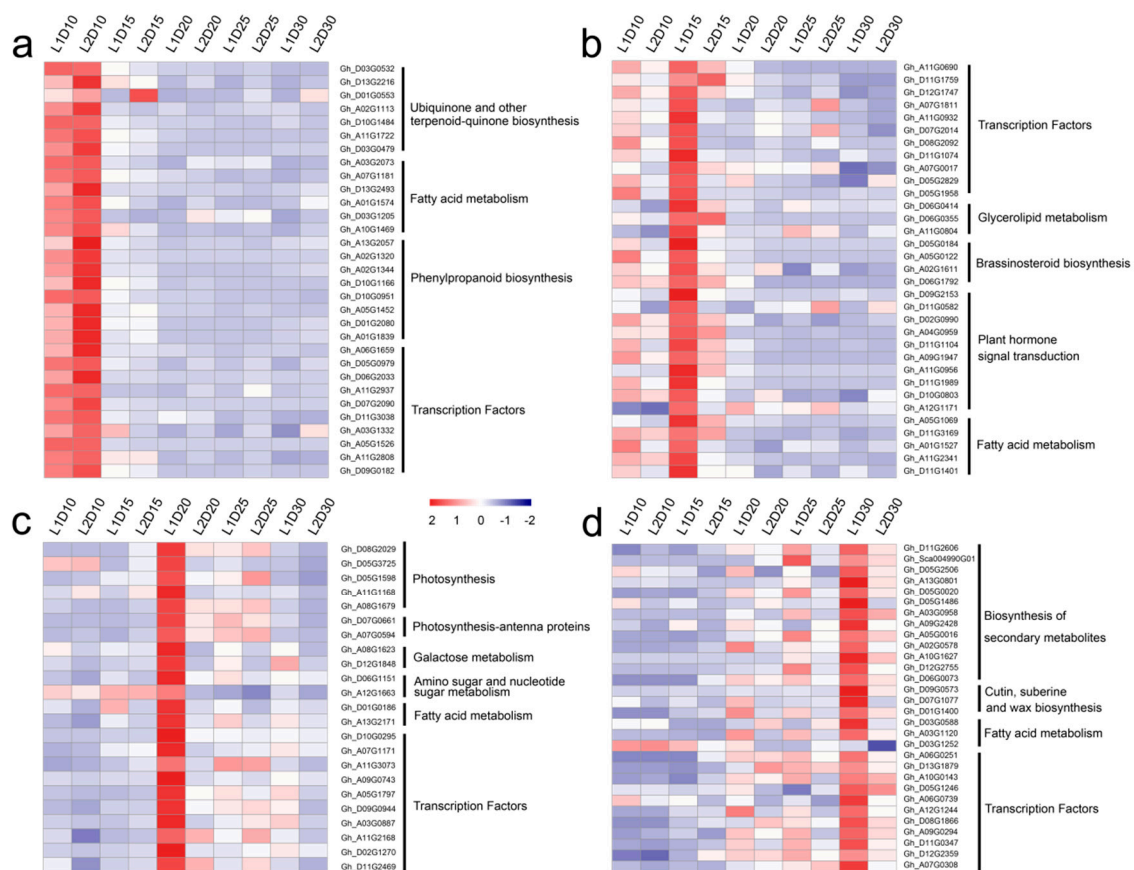 a
L1D10 L2D10 L1D15 L2D15 L1D20 L2D20 L1D25 L2D25 L1D30 L2D30
Gh_D03G0532
Gh_D13G2216
Gh_D01G0553
Gh_A02G1113
Gh_D10G1484
Gh_A11G1722
Gh_D03G0479
Gh_A03G2073
Gh_A07G1181
Gh_D13G2493
Gh_A01G1574
Gh_D03G1205
Gh_A10G1469
Gh_A13G2057
Gh_A02G1320
Gh_A02G1344
Gh_D10G1166
Gh_D10G0951
Gh_A05G1452
Gh_D01G2080
Gh_A01G1839
Gh_A06G1659
Gh_D05G0979
Gh_D06G2033
Gh_A11G2937
Gh_D07G2090
Gh_D11G3038
Gh_A03G1332
Gh_A05G1526
Gh_A11G2808
Gh_D09G0182
Ubiquinone and other
terpenoid-quinone biosynthesis
Fatty acid metabolism
Phenylpropanoid biosynthesis
Transcription Factors
b
L1D10 L2D10 L1D15 L2D15 L1D20 L2D20 L1D25 L2D25 L1D30 L2D30
Gh_A11G0690
Gh_D11G1759
Gh_D12G1747
Gh_A07G1811
Gh_A11G0932
Gh_D07G2014
Gh_D08G2092
Gh_D11G1074
Gh_A07G0017
Gh_D05G2829
Gh_D05G1958
Gh_D06G0414
Gh_D06G0355
Gh_A11G0804
Gh_D05G0184
Gh_A05G0122
Gh_A02G1611
Gh_D06G1792
Gh_D09G2153
Gh_D11G0582
Gh_D02G0990
Gh_A04G0959
Gh_D11G1104
Gh_A09G1947
Gh_A11G0956
Gh_D11G1989
Gh_D10G0803
Gh_A12G1171
Gh_A05G1069
Gh_D11G3169
Gh_A01G1527
Gh_A11G2341
Gh_D11G1401
Transcription Factors
Glycerolipid metabolism
Brassinosteroid biosynthesis
Plant hormone
signal transduction
Fatty acid metabolism
2 1 0 -1 -2
c
L1D10 L2D10 L1D15 L2D15 L1D20 L2D20 L1D25 L2D25 L1D30 L2D30
Gh_D08G2029
Gh_D05G3725
Gh_D05G1598
Gh_A11G1168
Gh_A08G1679
Gh_D07G0661
Gh_A07G0594
Gh_A08G1623
Gh_D12G1848
Gh_D06G1151
Gh_A12G1663
Gh_D01G0186
Gh_A13G2171
Gh_D10G0295
Gh_A07G1171
Gh_A11G3073
Gh_A09G0743
Gh_A05G1797
Gh_D09G0944
Gh_A03G0887
Gh_A11G2168
Gh_D02G1270
Gh_D11G2469
Photosynthesis
Photosynthesis-antenna proteins
Galactose metabolism
Amino sugar and nucleotide
sugar metabolism
Fatty acid metabolism
Transcription Factors
d
L1D10 L2D10 L1D15 L2D15 L1D20 L2D20 L1D25 L2D25 L1D30 L2D30
Gh_D11G2606
Gh_Sca004990G01
Gh_D05G2506
Gh_A13G0801
Gh_D05G0020
Gh_D05G1486
Gh_A03G0958
Gh_A09G2428
Gh_A05G0016
Gh_A02G0578
Gh_A10G1627
Gh_D12G2755
Gh_D06G0073
Gh_D09G0573
Gh_D07G1077
Gh_D01G1400
Gh_D03G0588
Gh_A03G1120
Gh_D03G1252
Gh_A06G0251
Gh_D13G1879
Gh_A10G0143
Gh_D05G1246
Gh_A06G0739
Gh_A12G1244
Gh_D08G1866
Gh_A09G0294
Gh_D11G0347
Gh_D12G2359
Gh_A07G0308
Biosynthesis of
secondary metabolites
Cutin, suberine
and wax biosynthesis
Fatty acid metabolism
Transcription Factors